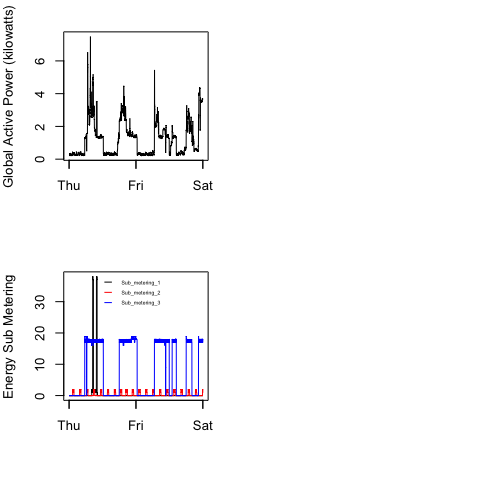 Global Active Power (kilowatts)
6
4
2
0
Thu Fri Sat
Energy Sub Metering
30
20
10
0
Sub_metering_1
Sub_metering_2
Sub_metering_3
Thu Fri Sat